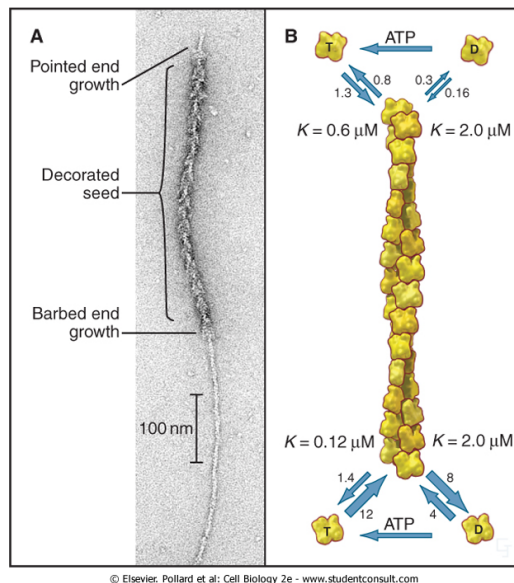 A
Pointed end
growth
Decorated
seed
Barbed end
growth
100 nm
B
T
ATP
D
1.3
0.8
0.3
0.16
K = 0.6 μM
K = 2.0 μM
K = 0.12 μM
K = 2.0 μM
1.4
12
8
4
T
ATP
D
© Elsevier. Pollard et al: Cell Biology 2e - www.studentconsult.com